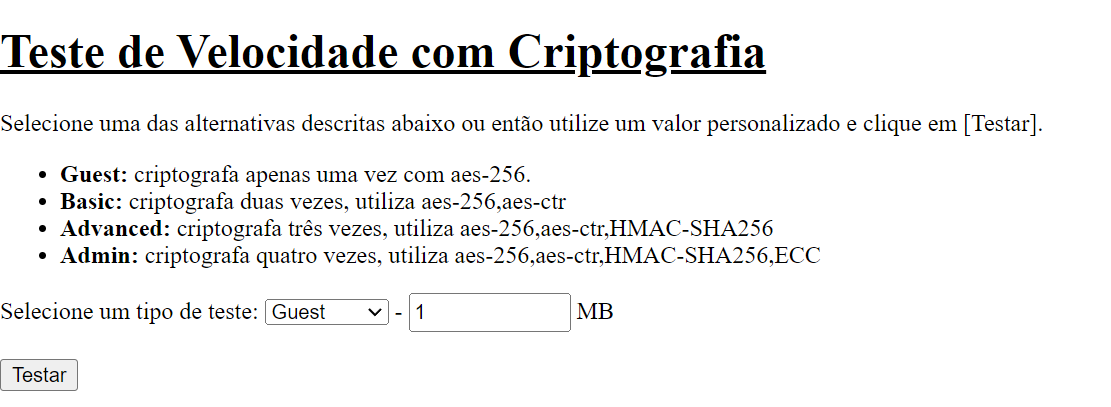 Teste de Velocidade com Criptografia
Selecione uma das alternativas descritas abaixo ou então utilize um valor personalizado e clique em [Testar].
• Guest: criptografa apenas uma vez com aes-256.
• Basic: criptografa duas vezes, utiliza aes-256,aes-ctr
• Advanced: criptografa três vezes, utiliza aes-256,aes-ctr,HMAC-SHA256
• Admin: criptografa quatro vezes, utiliza aes-256,aes-ctr,HMAC-SHA256,ECC
Selecione um tipo de teste: Guest - 1 MB
Testar